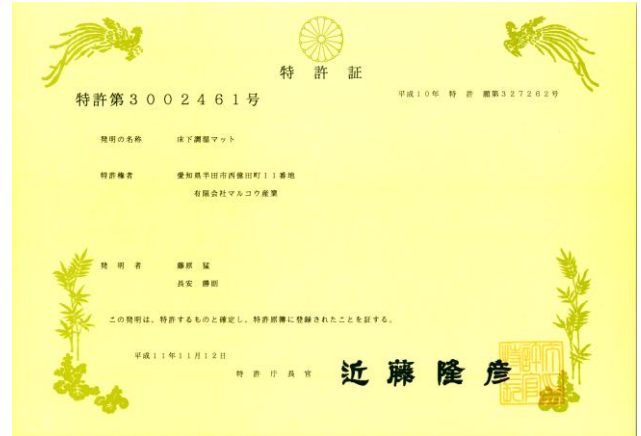 特許証
特許第3002461号
平成10年 特許 願第327262号
発明の名称 床下調湿マット
特許権者 愛知県半田市西億田町11番地
有限会社マルコウ産業
発明者 藤原 猛
長安 勝則
この発明は、特許するものと確定し、特許原簿に登録されたことを証する。
平成11年11月12日
特許庁長官 近藤隆彦